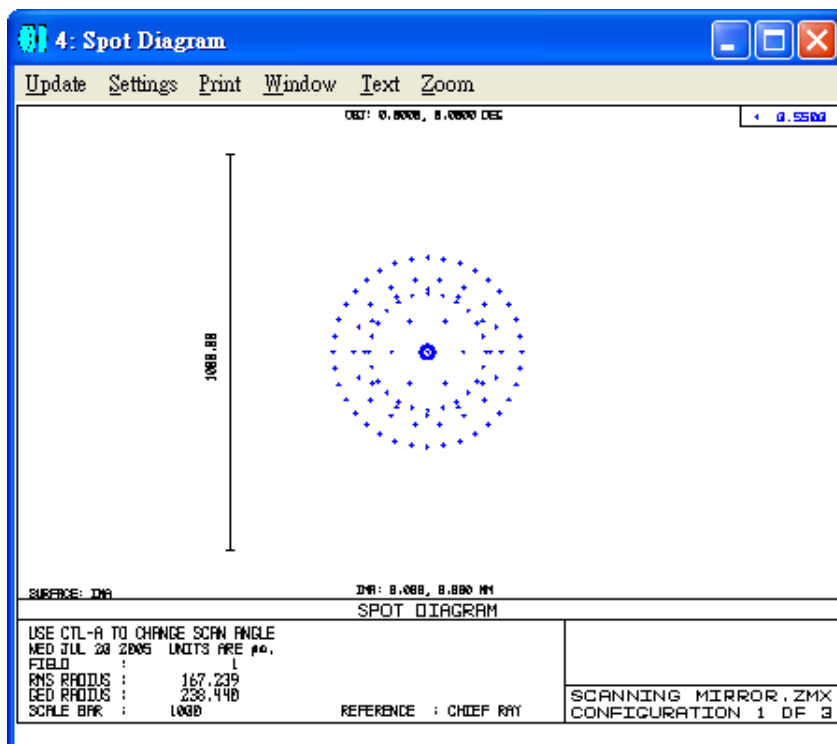 4: Spot Diagram
Update Settings Print Window Text Zoom
OBJ: 0.0000, 0.0000 DEG
0.5500
1000.00
SURFACE: IMA
IMA: 0.000, 0.000 MM
SPOT DIAGRAM
USE CTL-A TO CHANGE SCAN ANGLE
WED JUL 20 2005 UNITS ARE µm.
FIELD : 1
RMS RADIUS : 167.239
GEO RADIUS : 238.440
SCALE BAR : 1000 REFERENCE : CHIEF RAY
SCANNING MIRROR.ZMX
CONFIGURATION 1 OF 3